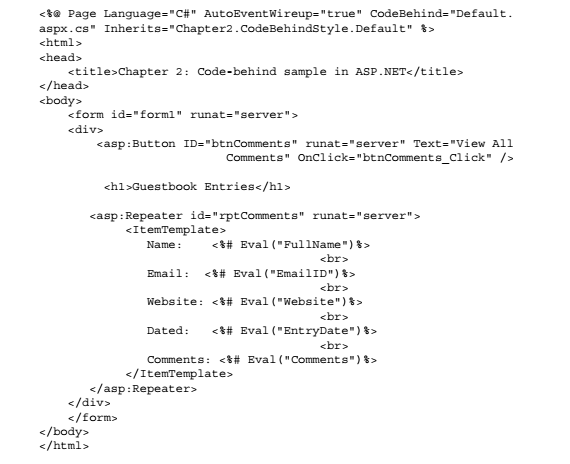 <%@ Page Language="C#" AutoEventWireup="true" CodeBehind="Default.
aspx.cs" Inherits="Chapter2.CodeBehindStyle.Default" %>
<html>
<head>
    <title>Chapter 2: Code-behind sample in ASP.NET</title>
</head>
<body>
    <form id="form1" runat="server">
    <div>
        <asp:Button ID="btnComments" runat="server" Text="View All
                         Comments" OnClick="btnComments_Click" />
         <h1>Guestbook Entries</h1>
       <asp:Repeater id="rptComments" runat="server">
            <ItemTemplate>
               Name:    <%# Eval("FullName")%>
                                      <br>
               Email:  <%# Eval("EmailID")%>
                                      <br>
               Website: <%# Eval("Website")%>
                                      <br>
               Dated:   <%# Eval("EntryDate")%>
                                      <br>
               Comments: <%# Eval("Comments")%>
            </ItemTemplate>
       </asp:Repeater>
    </div>
    </form>
</body>
</html>